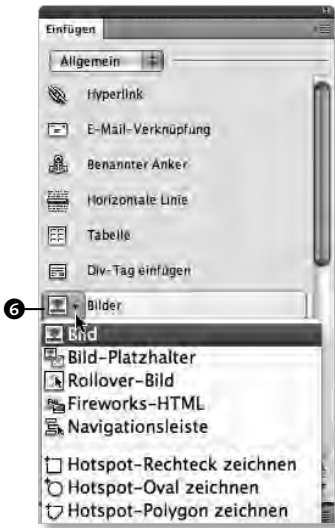 Einfügen
Allgemein
Hyperlink
E-Mail-Verknüpfung
Benannter Anker
Horizontale Linie
Tabelle
Div-Tag einfügen
6 Bilder
Bild
Bild-Platzhalter
Rollover-Bild
Fireworks-HTML
Navigationsleiste
Hotspot-Rechteck zeichnen
Hotspot-Oval zeichnen
Hotspot-Polygon zeichnen